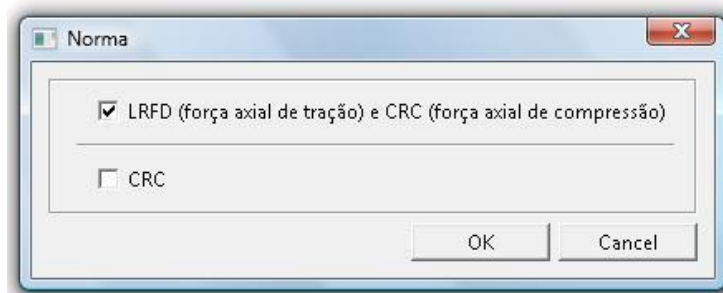 Norma
LRFD (força axial de tração) e CRC (força axial de compressão)
CRC
OK Cancel